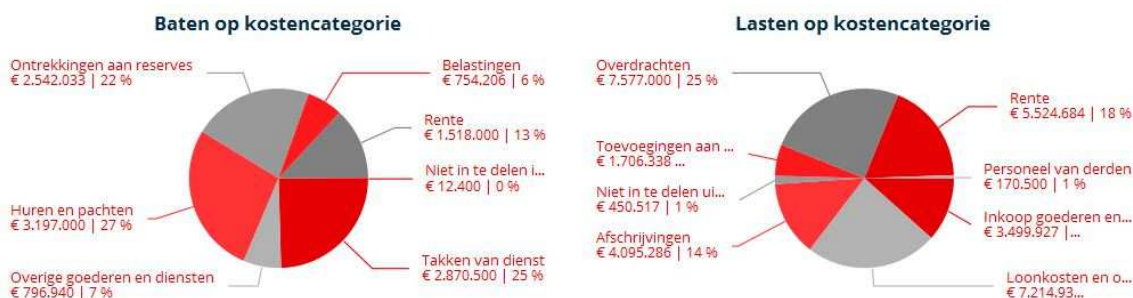 Baten op kostencategorie
Ontrekkingen aan reserves
€ 2.542.033 | 22 %
Belastingen
€ 754.206 | 6 %
Rente
€ 1.518.000 | 13 %
Niet in te delen i...
€ 12.400 | 0 %
Huren en pachten
€ 3.197.000 | 27 %
Takken van dienst
€ 2.870.500 | 25 %
Overige goederen en diensten
€ 796.940 | 7 %
Lasten op kostencategorie
Overdrachten
€ 7.577.000 | 25 %
Rente
€ 5.524.684 | 18 %
Toevoegingen aan ...
€ 1.706.338 ...
Personeel van derden
€ 170.500 | 1 %
Niet in te delen ui...
€ 450.517 | 1 %
Inkoop goederen en...
€ 3.499.927 |...
Afschrijvingen
€ 4.095.286 | 14 %
Loonkosten en o...
€ 7.214.93...